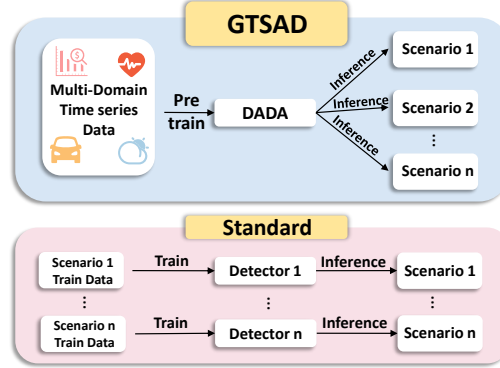 GTSAD
Multi-Domain
Time series
Data
Pre
train
DADA
Inference
Inference
Inference
Scenario 1
Scenario 2
⋮
Scenario n
Standard
Scenario 1
Train Data
Train
Detector 1
Inference
Scenario 1
⋮
⋮
⋮
Scenario n
Train Data
Train
Detector n
Inference
Scenario n